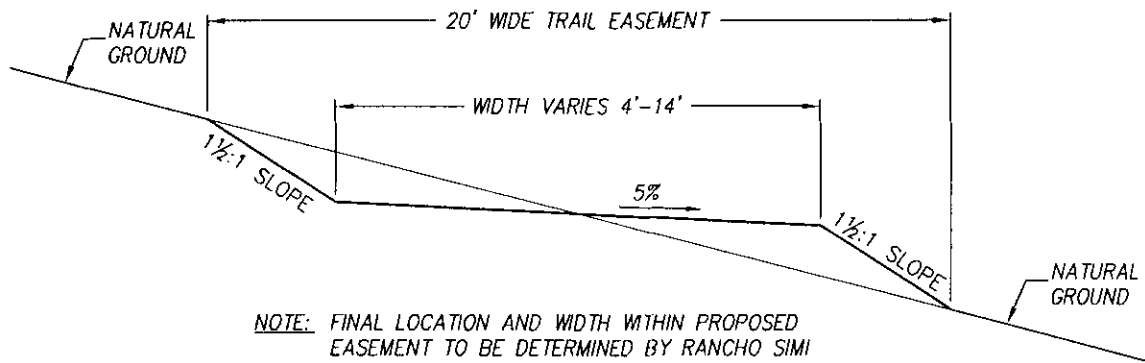 20' WIDE TRAIL EASEMENT
NATURAL
GROUND
WIDTH VARIES 4'-14'
1½:1 SLOPE
5%
1½:1 SLOPE
NATURAL
GROUND
NOTE: FINAL LOCATION AND WIDTH WITHIN PROPOSED
EASEMENT TO BE DETERMINED BY RANCHO SIMI